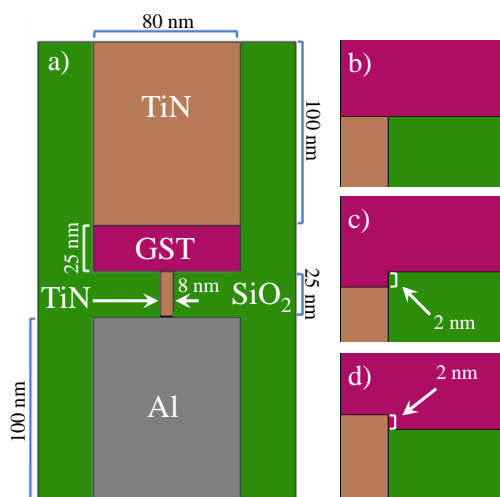 80 nm
a)
TiN
100 nm
25 nm
GST
TiN
8 nm
SiO₂
25 nm
100 nm
Al
b)
c)
2 nm
d)
2 nm